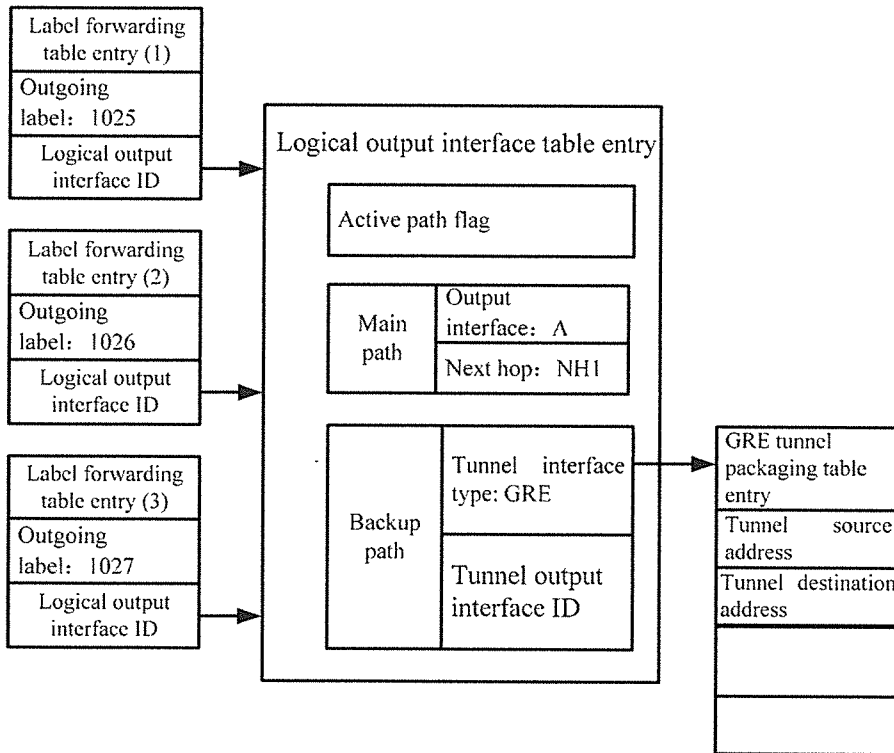 Label forwarding
table entry (1)
Outgoing
label: 1025
Logical output
interface ID
Label forwarding
table entry (2)
Outgoing
label: 1026
Logical output
interface ID
Label forwarding
table entry (3)
Outgoing
label: 1027
Logical output
interface ID
Logical output interface table entry
Active path flag
Main
path
Output
interface: A
Next hop: NH1
Backup
path
Tunnel interface
type: GRE
Tunnel output
interface ID
GRE tunnel
packaging table
entry
Tunnel source
address
Tunnel destination
address